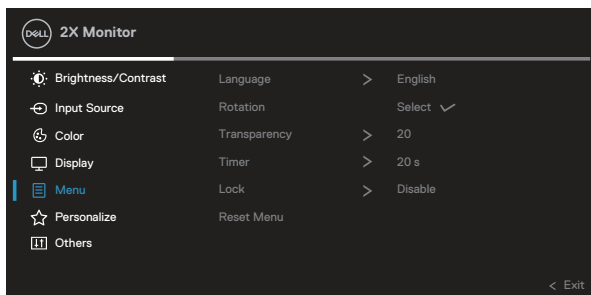 DELL 2X Monitor
Brightness/Contrast Language > English
Input Source Rotation Select ✓
Color Transparency > 20
Display Timer > 20 s
Menu Lock > Disable
Personalize Reset Menu
Others
< Exit